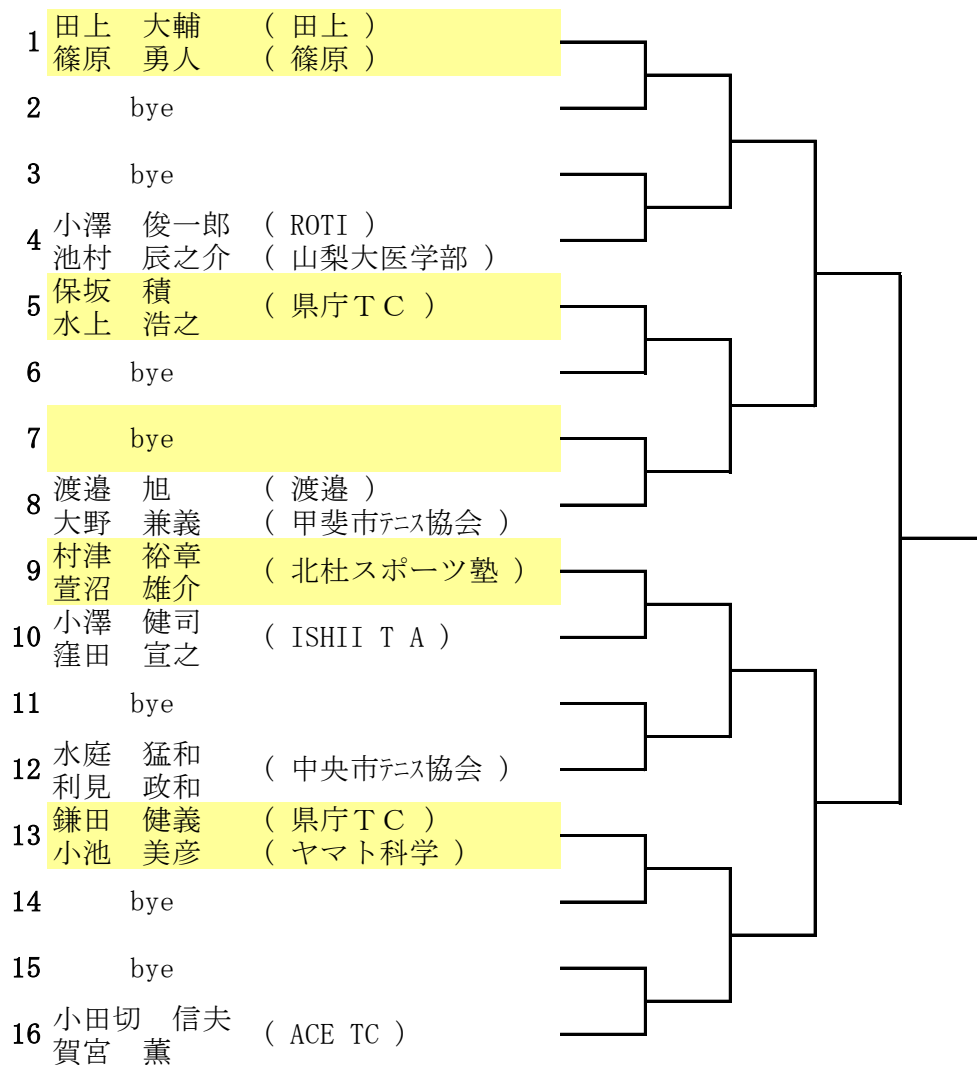 1 田上 大輔 ( 田上 )
篠原 勇人 ( 篠原 )
2 bye
3 bye
4 小澤 俊一郎 ( ROTI )
池村 辰之介 ( 山梨大医学部 )
5 保坂 積 ( 県庁ＴＣ )
水上 浩之
6 bye
7 bye
8 渡邉 旭 ( 渡邉 )
大野 兼義 ( 甲斐市ﾃﾆｽ協会 )
9 村津 裕章 ( 北杜スポーツ塾 )
萱沼 雄介
10 小澤 健司 ( ISHII T A )
窪田 宣之
11 bye
12 水庭 猛和 ( 中央市ﾃﾆｽ協会 )
利見 政和
13 鎌田 健義 ( 県庁ＴＣ )
小池 美彦 ( ヤマト科学 )
14 bye
15 bye
16 小田切 信夫 ( ACE TC )
賀宮 薫